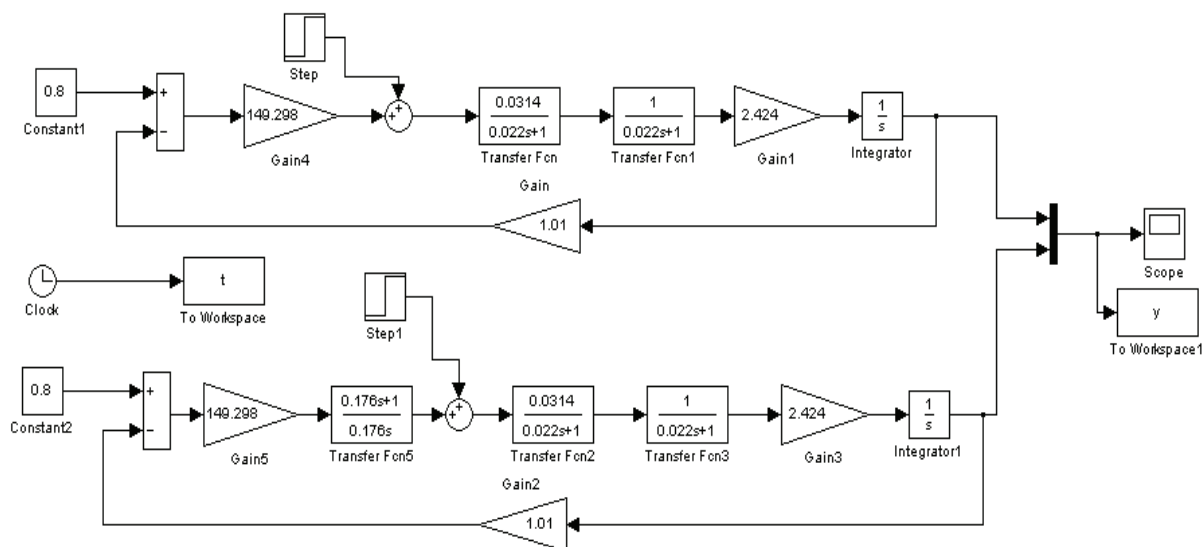 Step
0.8
+
−
Constant1
149.298
Gain4
+
+
0.0314
0.022s+1
Transfer Fcn
1
0.022s+1
Transfer Fcn1
2.424
Gain1
1
s
Integrator
Gain
1.01
Scope
Clock
t
To Workspace
y
To Workspace1
Step1
0.8
+
−
Constant2
149.298
Gain5
0.176s+1
0.176s
Transfer Fcn5
+
+
0.0314
0.022s+1
Transfer Fcn2
1
0.022s+1
Transfer Fcn3
2.424
Gain3
1
s
Integrator1
Gain2
1.01